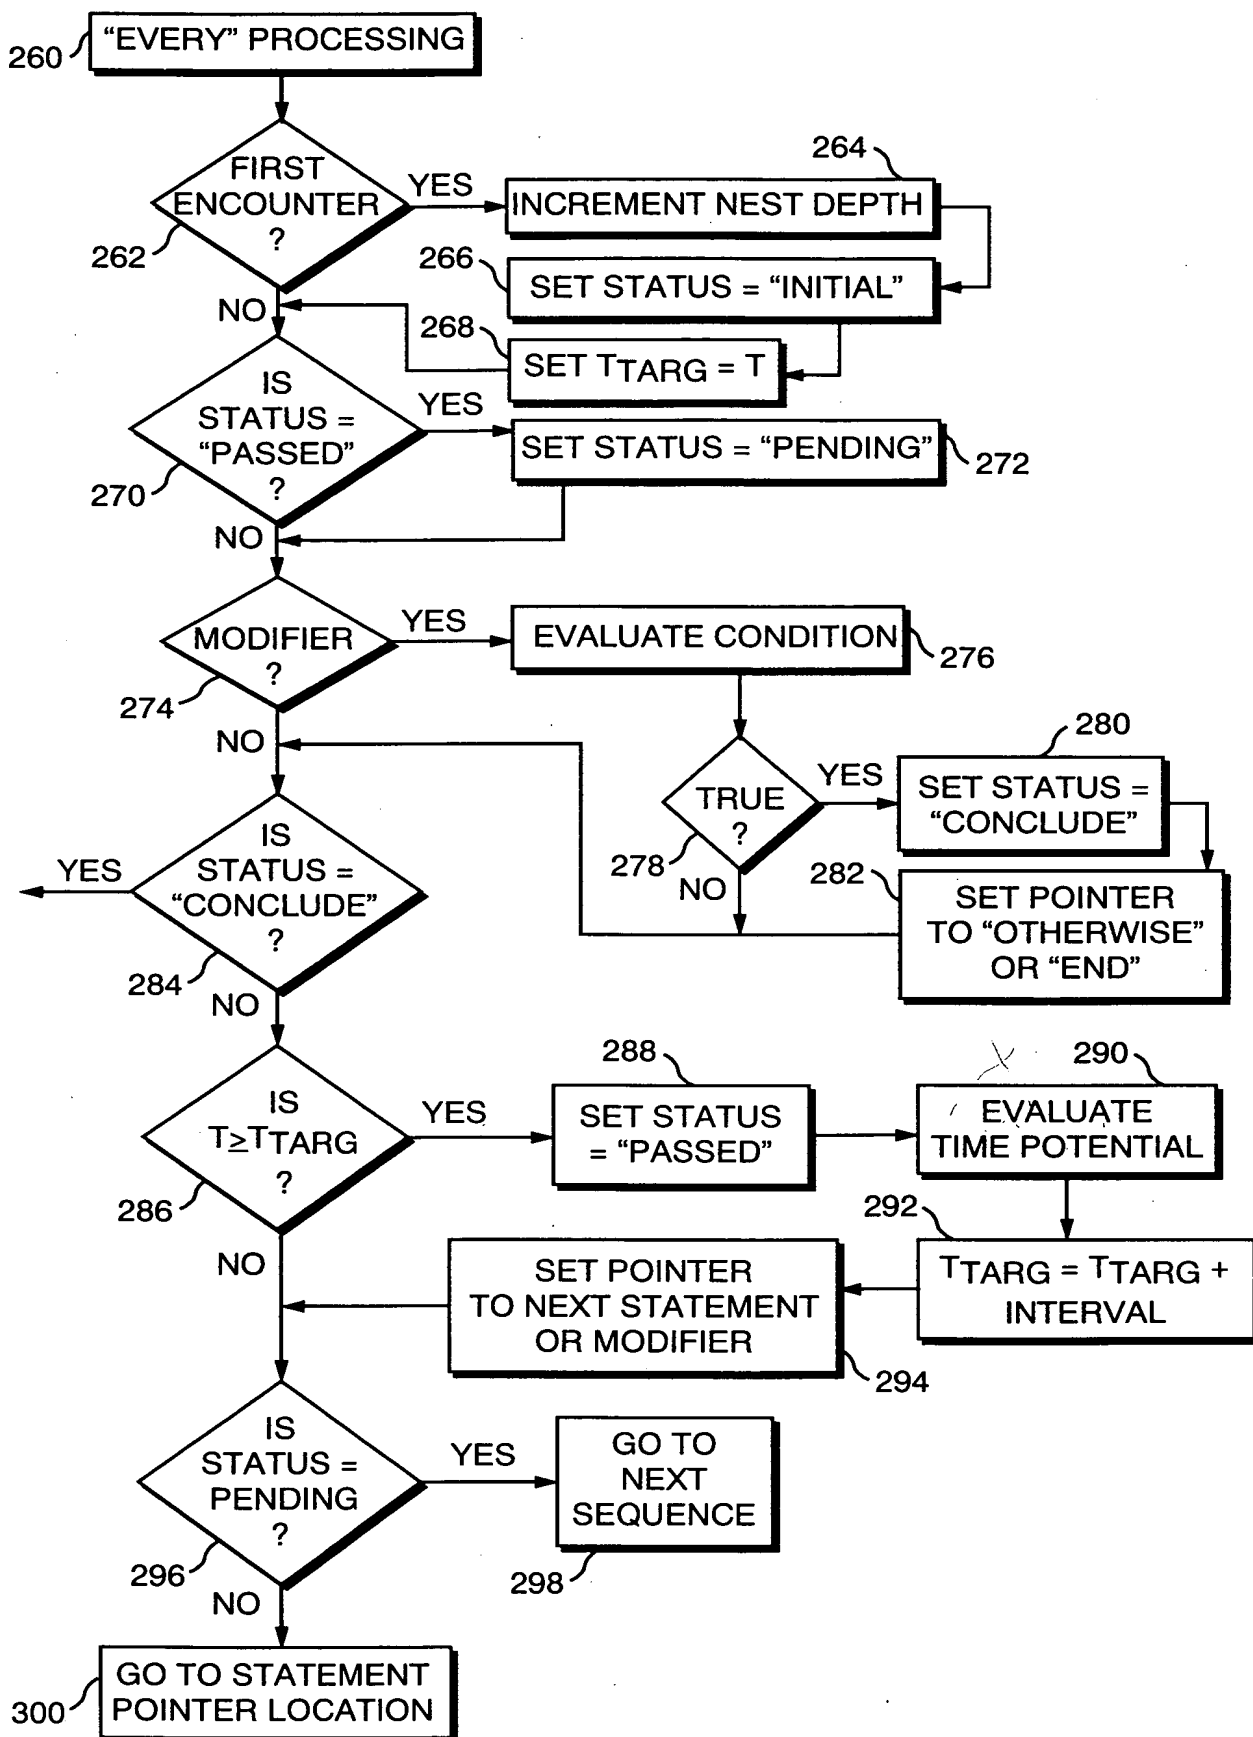 260
“EVERY” PROCESSING
FIRST
ENCOUNTER
?
262
YES
264
INCREMENT NEST DEPTH
266
SET STATUS = “INITIAL”
NO
268
SET TTARG = T
IS
STATUS =
“PASSED”
?
270
YES
SET STATUS = “PENDING”
272
NO
MODIFIER
?
274
YES
EVALUATE CONDITION
276
NO
TRUE
?
278
YES
280
SET STATUS =
“CONCLUDE”
NO
282
SET POINTER
TO “OTHERWISE”
OR “END”
IS
STATUS =
“CONCLUDE”
?
YES
284
NO
IS
T≥TTARG
?
286
YES
288
SET STATUS
= “PASSED”
290
EVALUATE
TIME POTENTIAL
292
TTARG = TTARG +
INTERVAL
NO
SET POINTER
TO NEXT STATEMENT
OR MODIFIER
294
IS
STATUS =
PENDING
?
296
YES
GO TO
NEXT
SEQUENCE
298
NO
300
GO TO STATEMENT
POINTER LOCATION